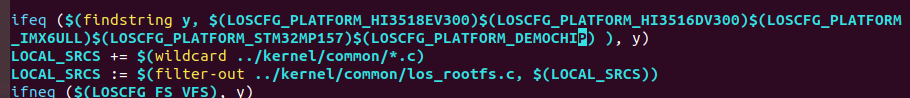 ifeq ($(findstring y, $(LOSCFG_PLATFORM_HI3518EV300)$(LOSCFG_PLATFORM_HI3516DV300)$(LOSCFG_PLATFORM
_IMX6ULL)$(LOSCFG_PLATFORM_STM32MP157)$(LOSCFG_PLATFORM_DEMOCHIP) ), y)
LOCAL_SRCS += $(wildcard ../kernel/common/*.c)
LOCAL_SRCS := $(filter-out ../kernel/common/los_rootfs.c, $(LOCAL_SRCS))
ifneq ($(LOSCFG_FS_VFS), y)